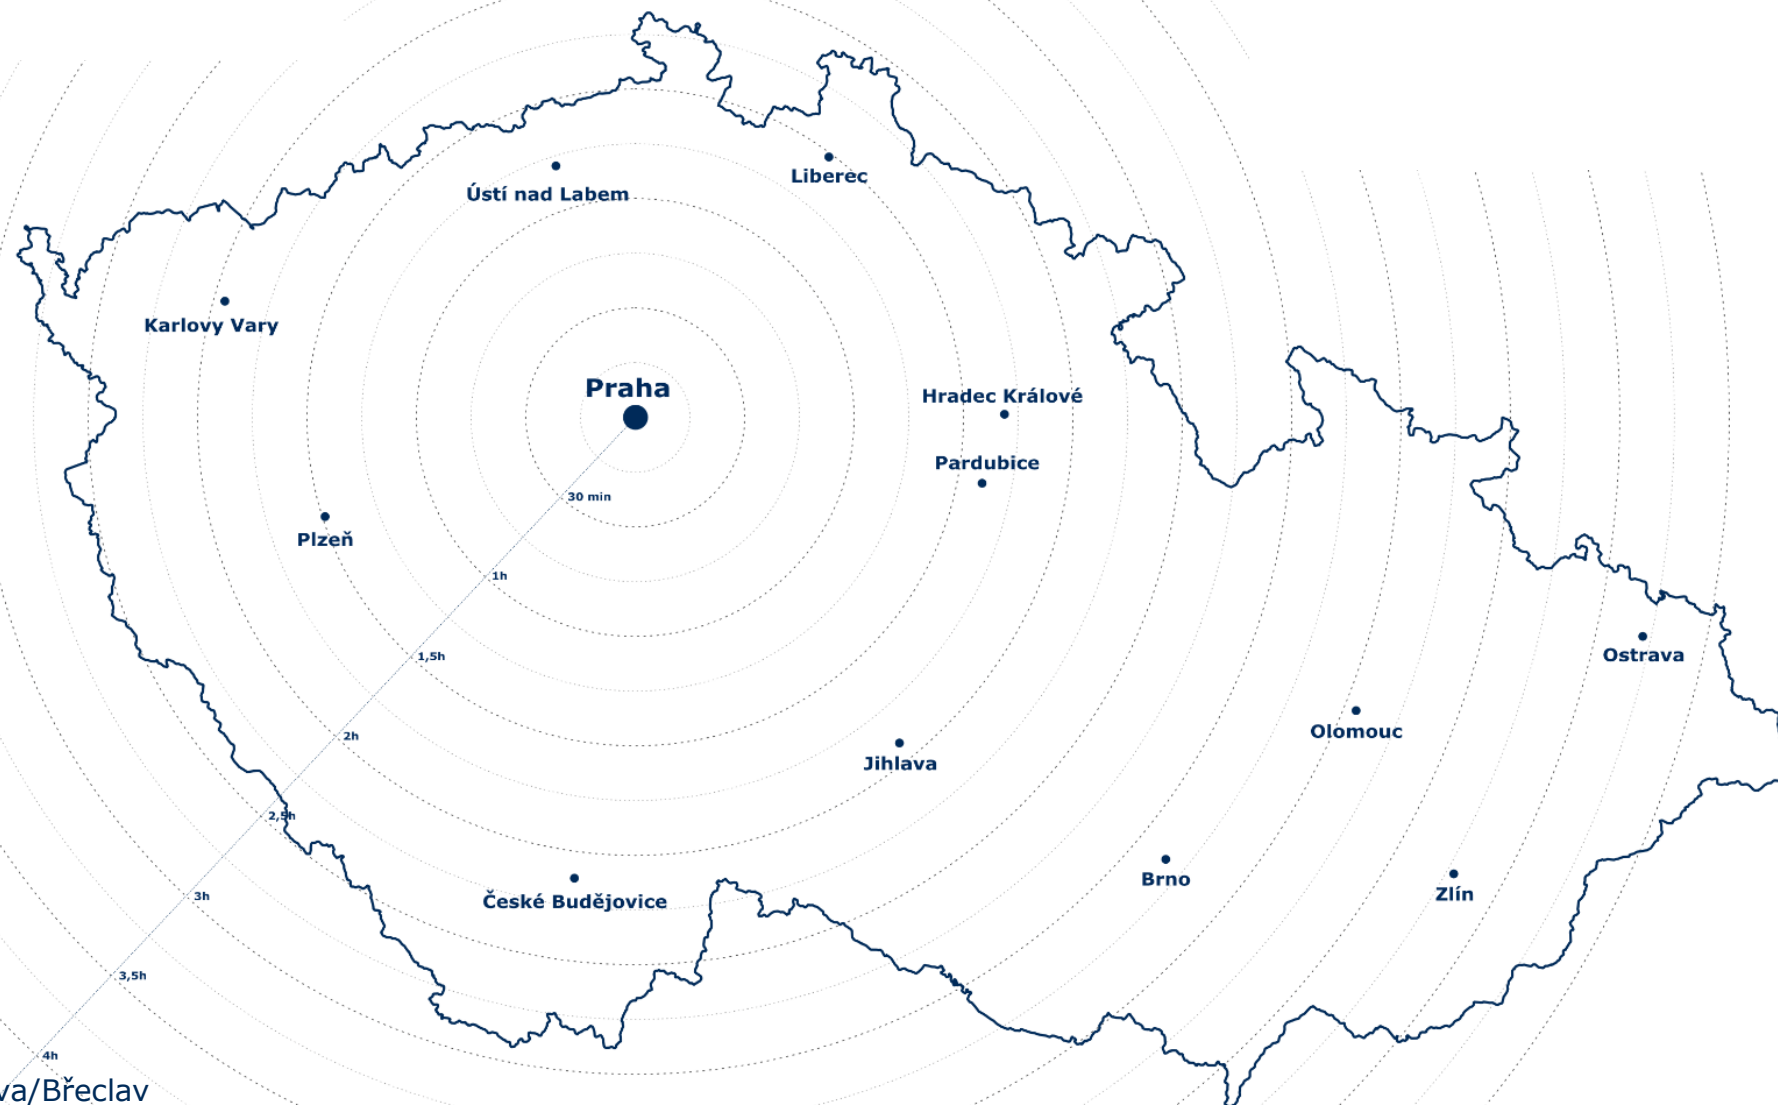 Liberec
Ústí nad Labem
Karlovy Vary
Praha
Hradec Králové
Pardubice
30 min
Plzeň
1h
Ostrava
1,5h
Olomouc
2h
Jihlava
2,5h
Brno
Zlín
3h
České Budějovice
3,5h
4h
va/Břeclav